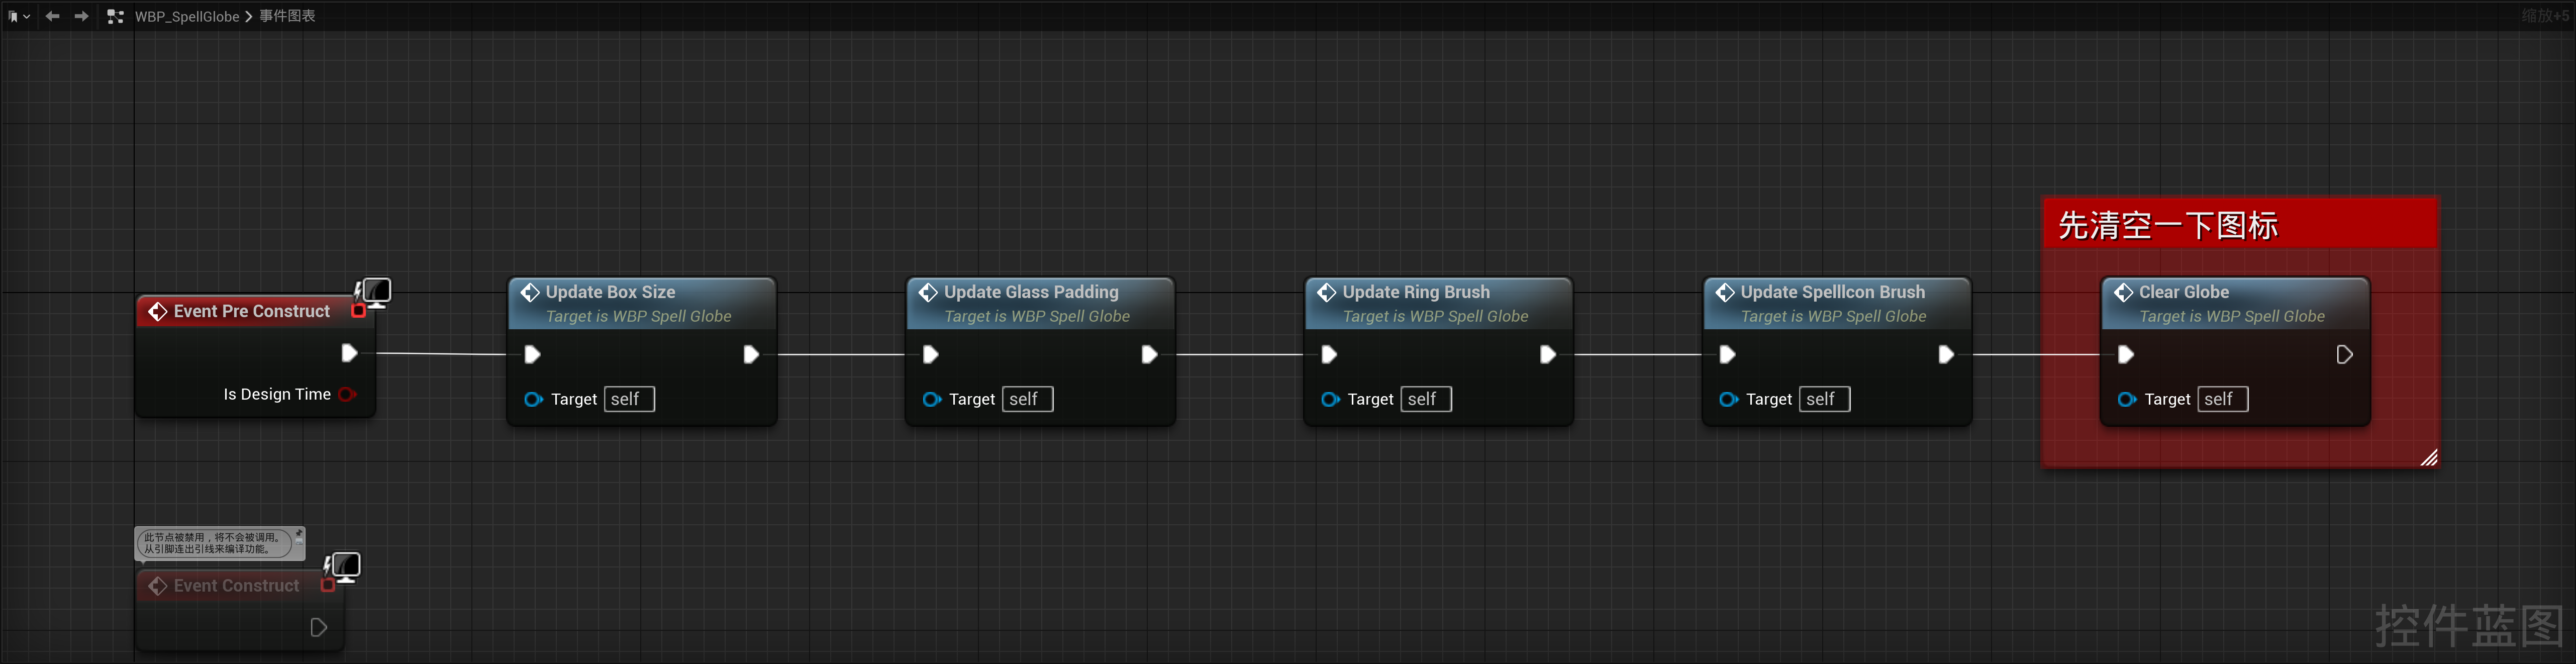 WBP_SpellGlobe > 事件图表
缩放+5
先清空一下图标
Event Pre Construct
Is Design Time
Update Box Size
Target is WBP Spell Globe
Target self
Update Glass Padding
Target is WBP Spell Globe
Target self
Update Ring Brush
Target is WBP Spell Globe
Target self
Update SpellIcon Brush
Target is WBP Spell Globe
Target self
Clear Globe
Target is WBP Spell Globe
Target self
此节点被禁用，将不会被调用。
从引脚连出引线来编译功能。
Event Construct
控件蓝图